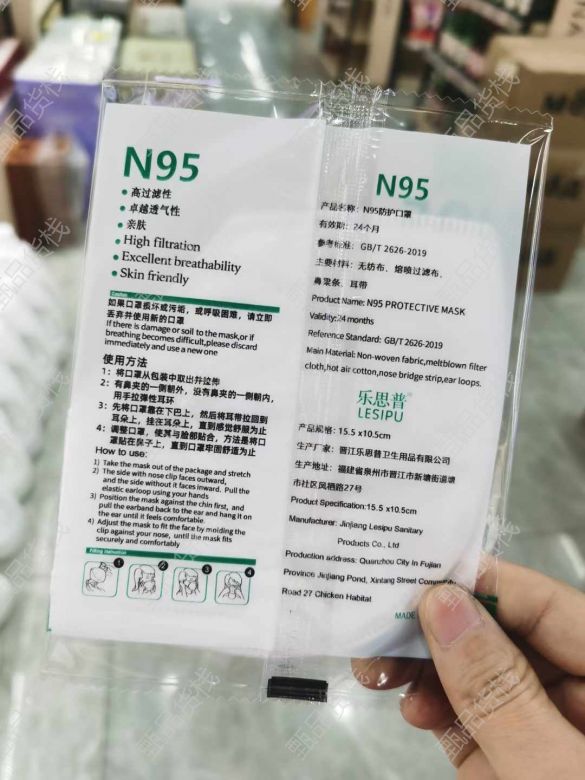 N95
高过滤性
卓越透气性
亲肤
High filtration
Excellent breathability
Skin friendly
如果口罩损坏或污垢，或呼吸困难，请立即
丢弃并使用新的口罩
If there is damage or soil to the mask,or if
breathing becomes difficult,please discard
immediately and use a new one
使用方法
1：将口罩从包装中取出并拉伸
2：有鼻夹的一侧朝外，没有鼻夹的一侧朝内，
用手拉弹性耳环
3：先将口罩靠在下巴上，然后将耳带拉回到
耳朵上，挂在耳朵上，直到感觉舒服为止
4：调整口罩，使其与脸部贴合，方法是将口
罩贴在鼻子上，直到口罩牢固舒适为止
How to use:
1) Take the mask out of the package and stretch
2) The side with nose clip faces outward,
and the side without it faces inward. Pull the
elastic earloop using your hands
3) Position the mask against the chin first, and
pull the earband back to the ear and hang it on
the ear until it feels comfortable.
4) Adjust the mask to fit the face by molding the
clip against your nose, until the mask fits
securely and comfortably
Filling Instruction
1
2
3
4
N95
产品名称：N95防护口罩
有效期：24个月
参考标准：GB/T 2626-2019
主要材料：无纺布、熔喷过滤布、
鼻梁条、耳带
Product Name: N95 PROTECTIVE MASK
Validity:24 months
Reference Standard: GB/T 2626-2019
Main Material: Non-woven fabric,meltblown filter
cloth,hot air cotton,nose bridge strip,ear loops.
乐思普®
LESIPU
产品规格：15.5 x10.5cm
生产厂家：晋江乐思普卫生用品有限公司
生产地址：福建省泉州市晋江市新塘街道塘
市社区凤栖路27号
Product Specification:15.5 x10.5cm
Manufacturer: Jinjiang Lesipu Sanitary
Products Co., Ltd
Production address: Quanzhou City In Fujian
Province Jinjiang Pond, Xintang Street
Road 27 Chicken Habitat
MADE
甄品货栈